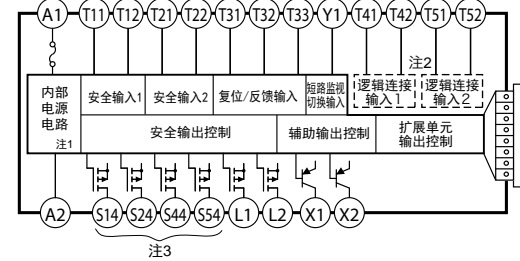 A1 T11 T12 T21 T22 T31 T32 T33 Y1 T41 T42 T51 T52
注2
内部
电源
电路
注1
安全输入1 安全输入2 复位/反馈输入
短路监视
切换输入
逻辑连接
输入1
逻辑连接
输入2
安全输出控制 辅助输出控制
扩展单元
输出控制
A2 S14 S24 S44 S54 L1 L2 X1 X2
注3